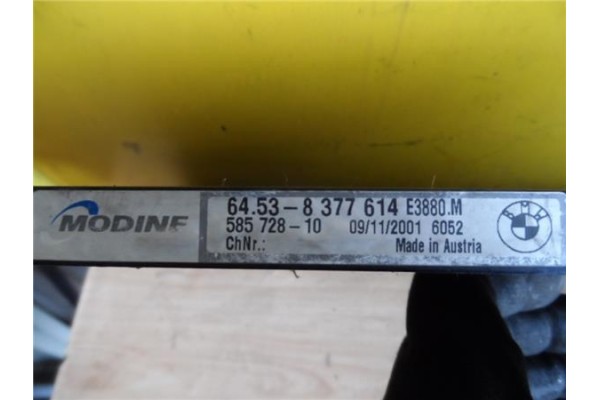 MODINE
64.53-8 377 614 E3880.M
585 728-10 09/11/2001 6052
ChNr.: Made in Austria
BMW